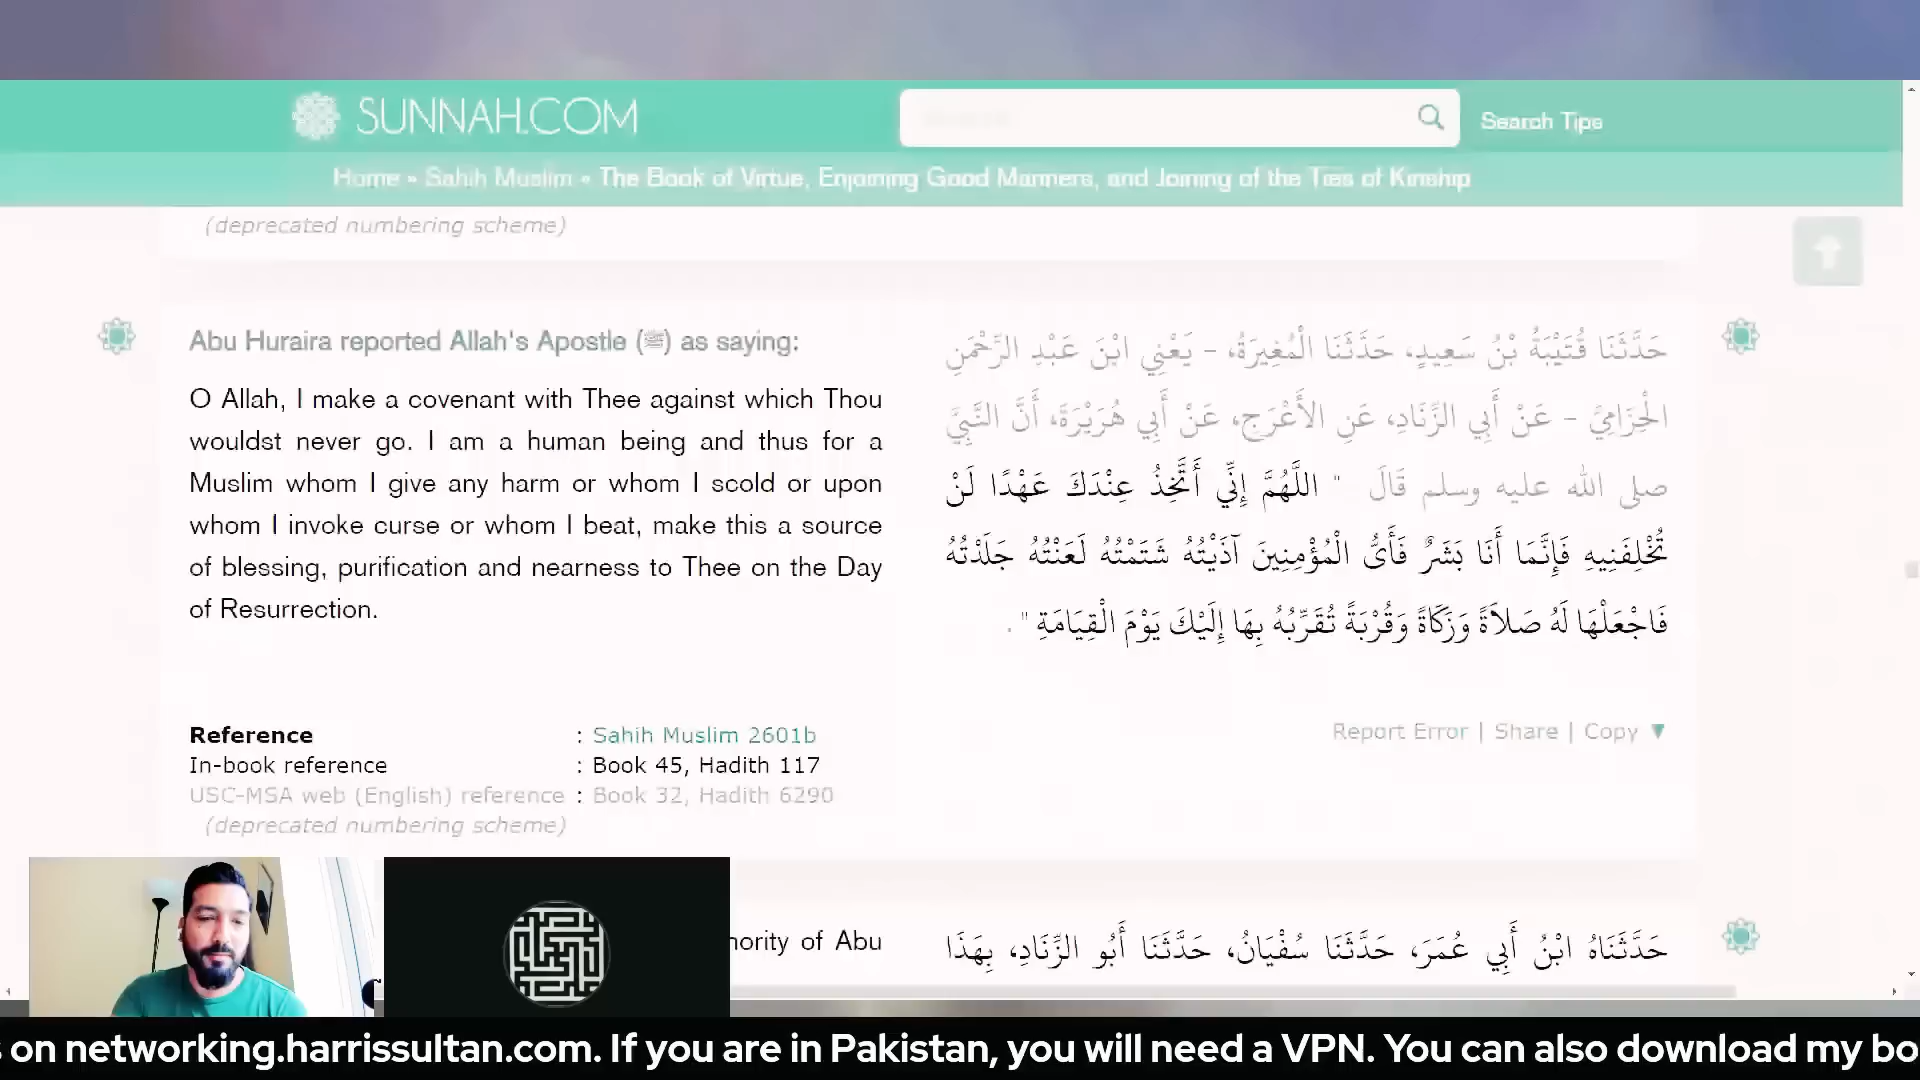 SUNNAH.COM
Search Tips
Home » Sahih Muslim » The Book of Virtue, Enjoining Good Manners, and Joining of the Ties of Kinship
(deprecated numbering scheme)
Abu Huraira reported Allah's Apostle (ﷺ) as saying:
O Allah, I make a covenant with Thee against which Thou
wouldst never go. I am a human being and thus for a
Muslim whom I give any harm or whom I scold or upon
whom I invoke curse or whom I beat, make this a source
of blessing, purification and nearness to Thee on the Day
of Resurrection.
حَدَّثَنَا قُتَيْبَةُ بْنُ سَعِيدٍ، حَدَّثَنَا الْمُغِيرَةُ، - يَعْنِي ابْنَ عَبْدِ الرَّحْمَنِ
الْحِزَامِيَّ - عَنْ أَبِي الزِّنَادِ، عَنِ الأَعْرَجِ، عَنْ أَبِي هُرَيْرَةَ، أَنَّ النَّبِيَّ
صلى الله عليه وسلم قَالَ " اللَّهُمَّ إِنِّي أَتَّخِذُ عِنْدَكَ عَهْدًا لَنْ
تُخْلِفَنِيهِ فَإِنَّمَا أَنَا بَشَرٌ فَأَىُّ الْمُؤْمِنِينَ آذَيْتُهُ شَتَمْتُهُ لَعَنْتُهُ جَلَدْتُهُ
فَاجْعَلْهَا لَهُ صَلاَةً وَزَكَاةً وَقُرْبَةً تُقَرِّبُهُ بِهَا إِلَيْكَ يَوْمَ الْقِيَامَةِ " .
Reference : Sahih Muslim 2601b
In-book reference : Book 45, Hadith 117
USC-MSA web (English) reference : Book 32, Hadith 6290
(deprecated numbering scheme)
Report Error | Share | Copy ▼
of Abu
حَدَّثَنَاهُ ابْنُ أَبِي عُمَرَ، حَدَّثَنَا سُفْيَانُ، حَدَّثَنَا أَبُو الزِّنَادِ، بِهَذَا
on networking.harrissultan.com. If you are in Pakistan, you will need a VPN. You can also download my bo